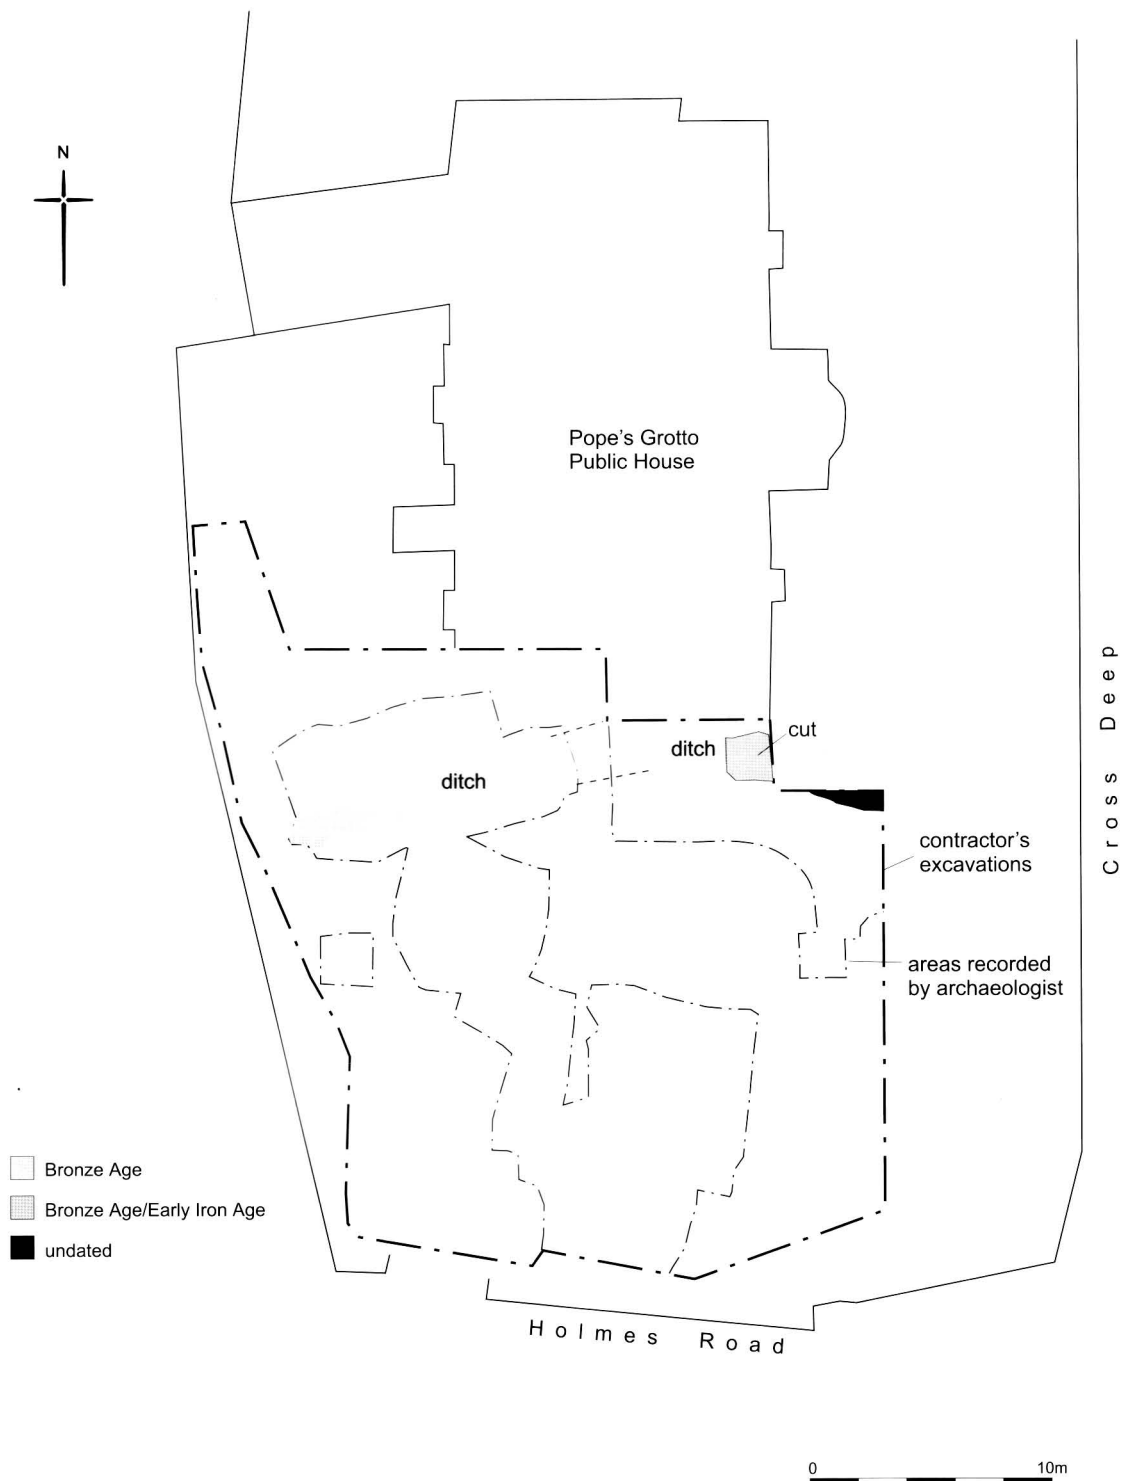 N
Pope's Grotto
Public House
cut
ditch
ditch
contractor's
excavations
areas recorded
by archaeologist
Cross Deep
Bronze Age
Bronze Age/Early Iron Age
undated
Holmes Road
0 10m